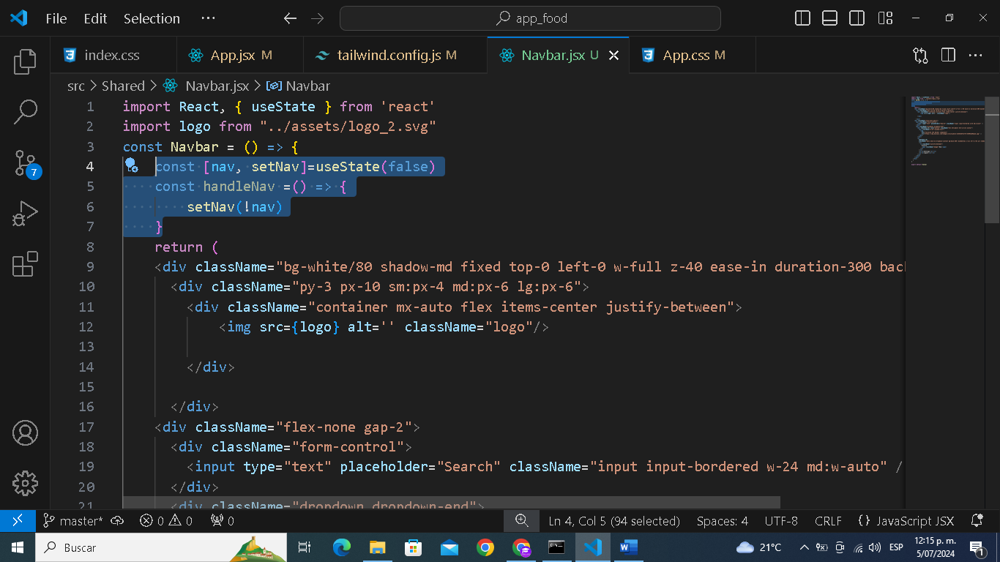 File Edit Selection ··· app_food
index.css App.jsx M tailwind.config.js M Navbar.jsx U App.css M
src > Shared > Navbar.jsx > Navbar
1 import React, { useState } from 'react'
2 import logo from "../assets/logo_2.svg"
3 const Navbar = () => {
4 const [nav, setNav]=useState(false)
5 const handleNav =() => {
6 setNav(!nav)
7 }
8 return (
9 <div className="bg-white/80 shadow-md fixed top-0 left-0 w-full z-40 ease-in duration-300 back
10 <div className="py-3 px-10 sm:px-4 md:px-6 lg:px-6">
11 <div className="container mx-auto flex items-center justify-between">
12 <img src={logo} alt='' className="logo"/>
13
14 </div>
15
16 </div>
17 <div className="flex-none gap-2">
18 <div className="form-control">
19 <input type="text" placeholder="Search" className="input input-bordered w-24 md:w-auto" /
20 </div>
21 <div className="dropdown dropdown-end">
7
master* 0 0 0 Ln 4, Col 5 (94 selected) Spaces: 4 UTF-8 CRLF {} JavaScript JSX
Buscar 21°C ESP 12:15 p. m.
5/07/2024 1